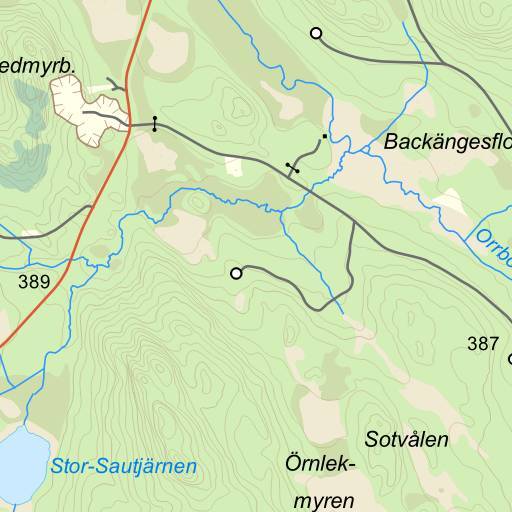 edmyrb.
Backängesflo
Orrbä
389
387
Sotvålen
Stor-Sautjärnen
Örnlek-
myren